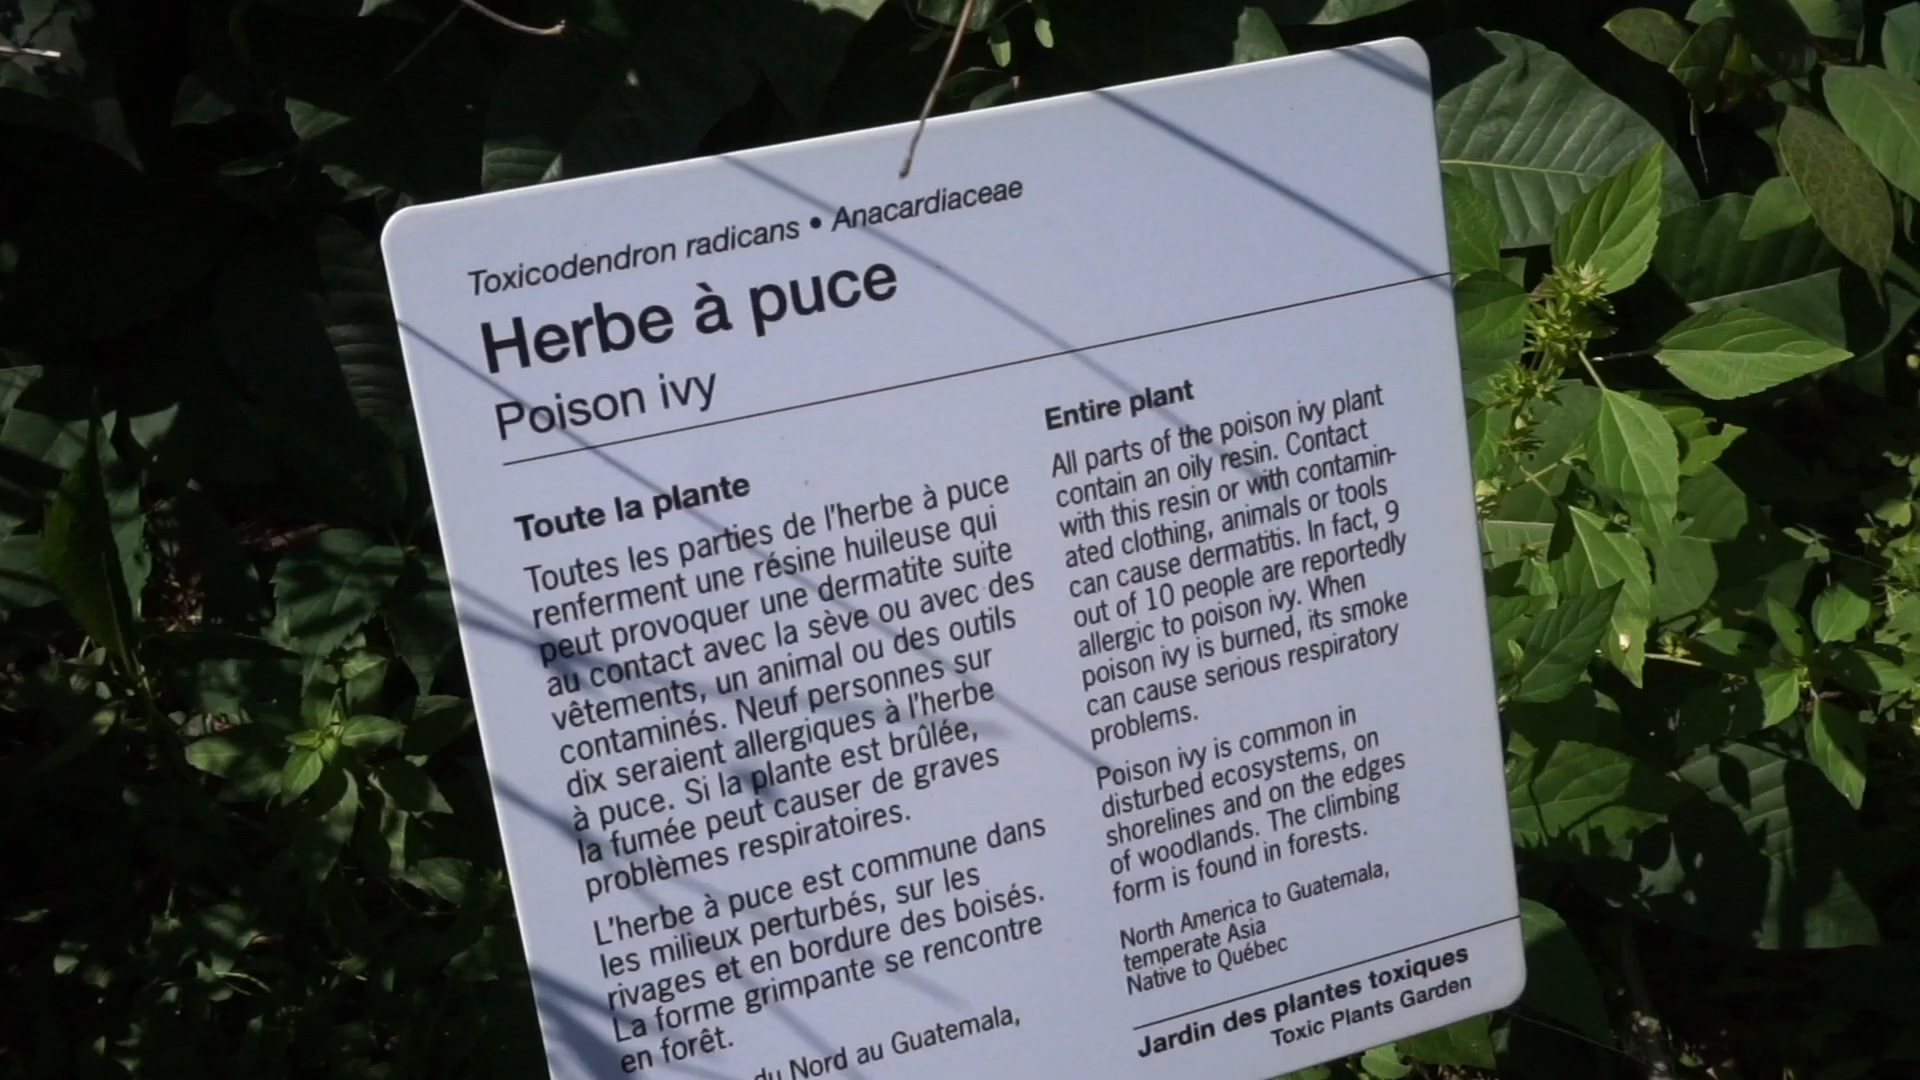 Toxicodendron radicans • Anacardiaceae
Herbe à puce
Poison ivy
Toute la plante
Toutes les parties de l'herbe à puce
renferment une résine huileuse qui
peut provoquer une dermatite suite
au contact avec la sève ou avec des
vêtements, un animal ou des outils
contaminés. Neuf personnes sur
dix seraient allergiques à l'herbe
à puce. Si la plante est brûlée,
la fumée peut causer de graves
problèmes respiratoires.
L'herbe à puce est commune dans
les milieux perturbés, sur les
rivages et en bordure des boisés.
La forme grimpante se rencontre
en forêt.
du Nord au Guatemala,
Entire plant
All parts of the poison ivy plant
contain an oily resin. Contact
with this resin or with contamin-
ated clothing, animals or tools
can cause dermatitis. In fact, 9
out of 10 people are reportedly
allergic to poison ivy. When
poison ivy is burned, its smoke
can cause serious respiratory
problems.
Poison ivy is common in
disturbed ecosystems, on
shorelines and on the edges
of woodlands. The climbing
form is found in forests.
North America to Guatemala,
temperate Asia
Native to Québec
Jardin des plantes toxiques
Toxic Plants Garden